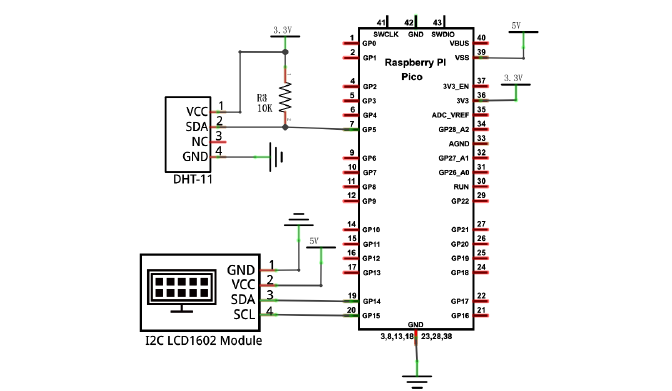 41 42 43
SWCLK GND SWDIO
5V
3.3V
1 GP0 VBUS 40
2 GP1 VSS 39
Raspberry Pi
Pico
3.3V
4 GP2 3V3_EN 37
5 GP3 3V3 36
6 GP4 ADC_VREF 35
7 GP5 GP28_A2 34
AGND 33
9 GP6 GP27_A1 32
10 GP7 GP26_A0 31
11 GP8 RUN 30
12 GP9 GP22 29
14 GP10 GP21 27
15 GP11 GP20 26
16 GP12 GP19 25
17 GP13 GP18 24
19 GP14 GP17 22
20 GP15 GP16 21
GND
3,8,13,18 23,28,38
R3
10K
1
2
VCC 1
SDA 2
NC 3
GND 4
DHT-11
5V
GND 1
VCC 2
SDA 3
SCL 4
I2C LCD1602 Module